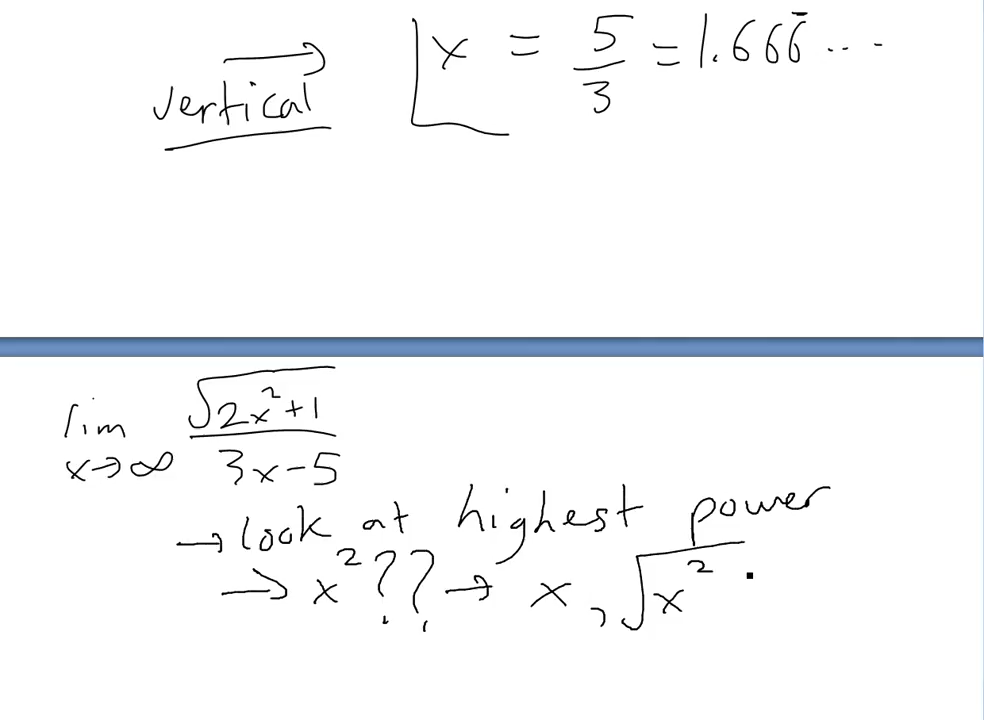 vertical → x = 5/3 = 1.666̄ ...
lim x→∞ √(2x²+1) / (3x-5)
→ look at highest power
→ x²?? → x, √x² .